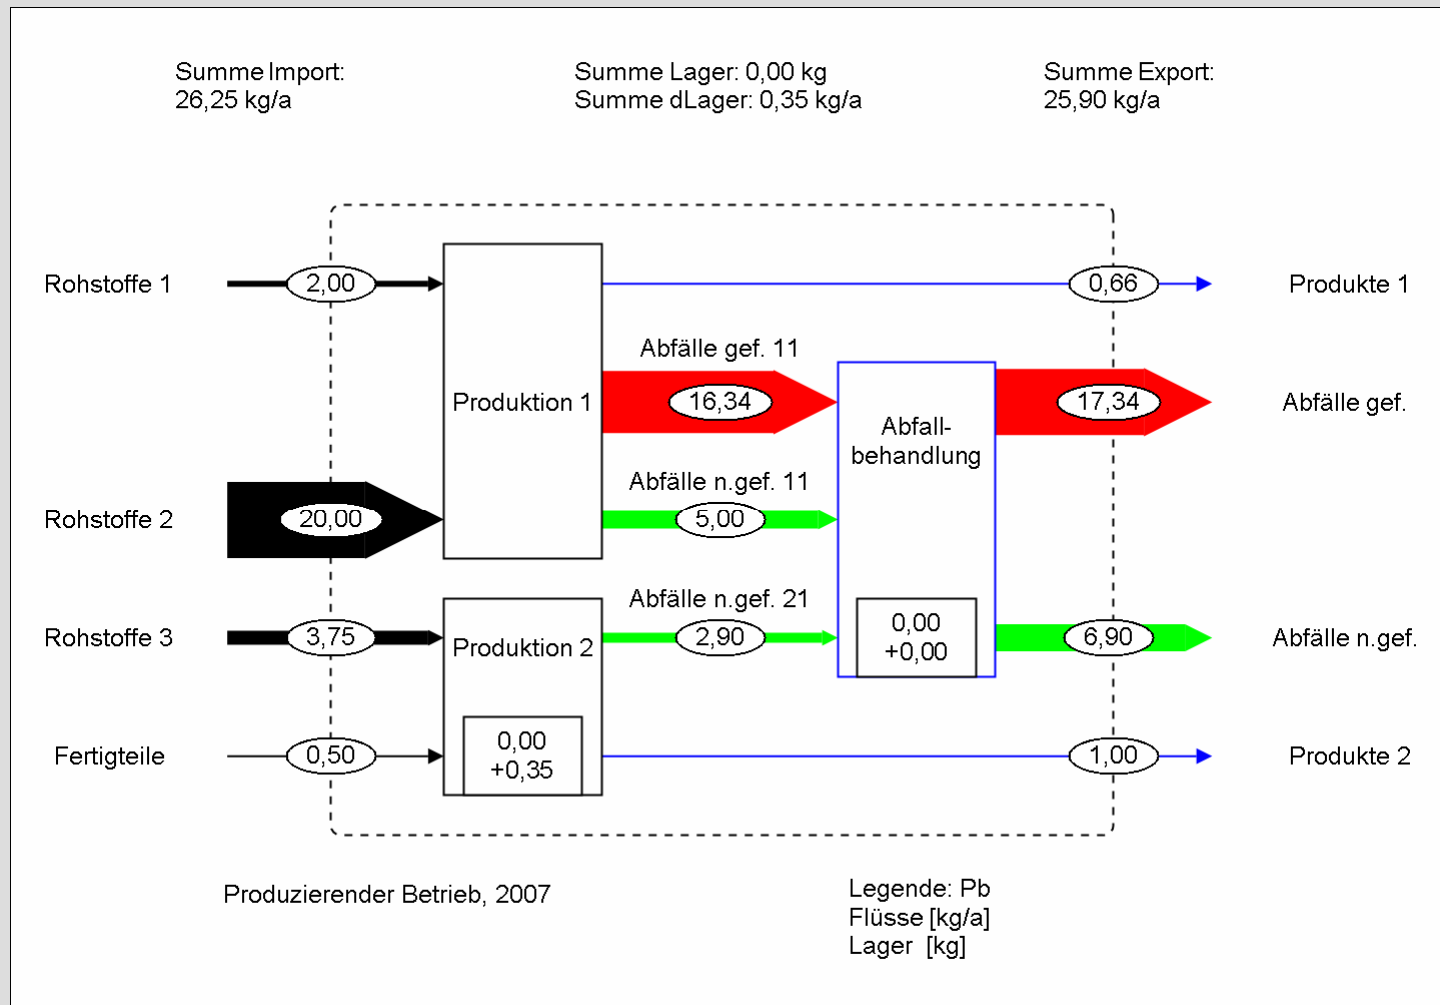 Summe Import:
26,25 kg/a
Summe Lager: 0,00 kg
Summe dLager: 0,35 kg/a
Summe Export:
25,90 kg/a
Rohstoffe 1
2,00
0,66
Produkte 1
Abfälle gef. 11
Produktion 1
16,34
Abfall-
behandlung
17,34
Abfälle gef.
Abfälle n.gef. 11
Rohstoffe 2
20,00
5,00
Abfälle n.gef. 21
Rohstoffe 3
3,75
Produktion 2
2,90
0,00
+0,00
6,90
Abfälle n.gef.
Fertigteile
0,50
0,00
+0,35
1,00
Produkte 2
Produzierender Betrieb, 2007
Legende: Pb
Flüsse [kg/a]
Lager [kg]